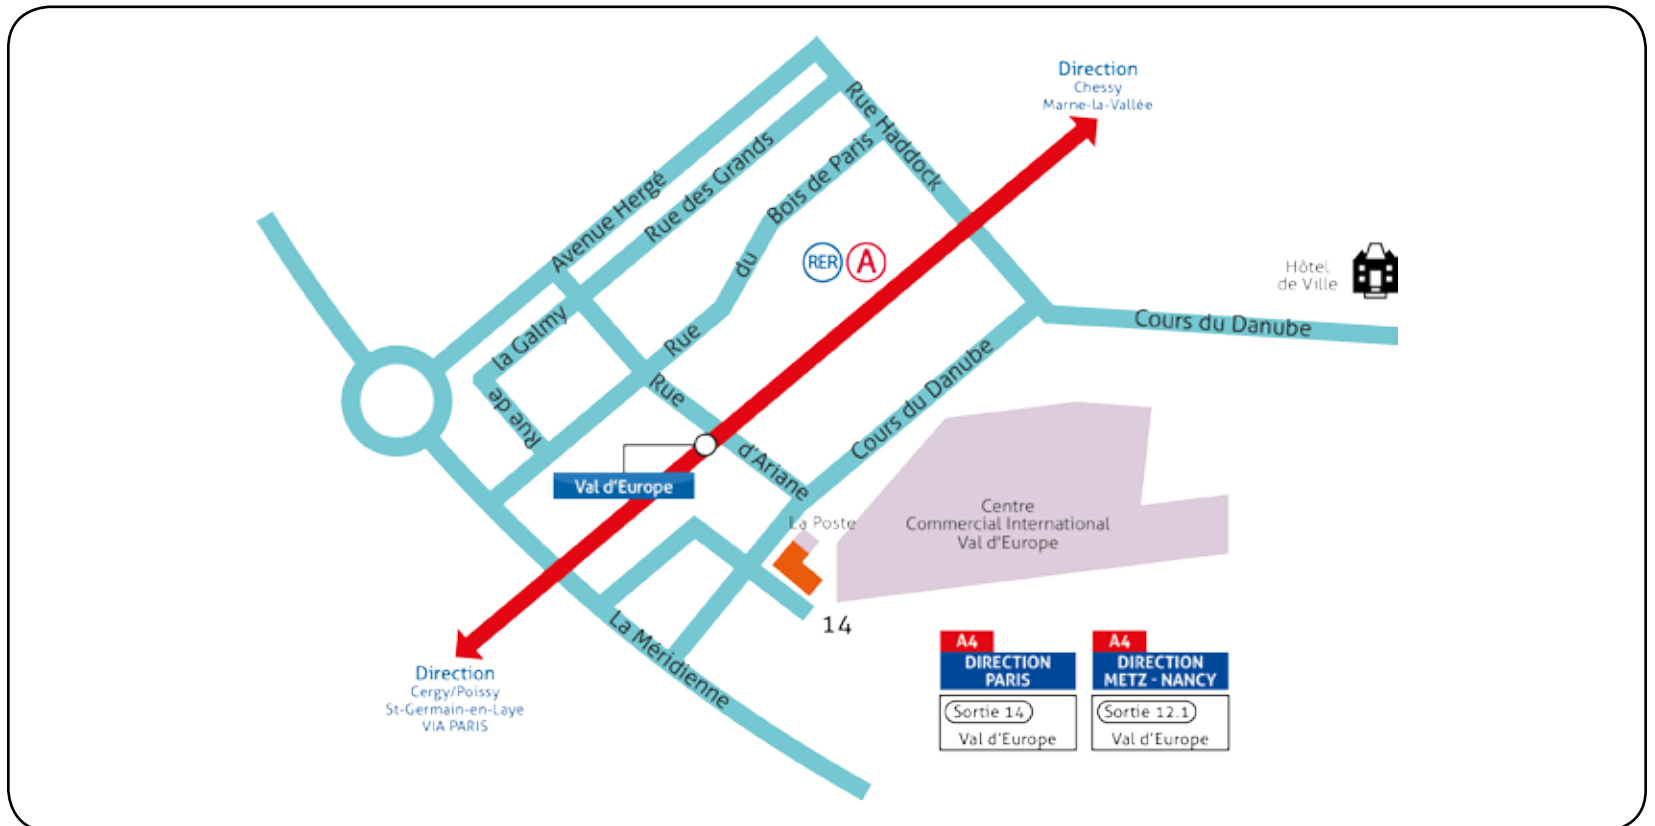 Direction
Chessy
Marne-la-Vallée
Rue Haddock
Avenue Hergé
Rue des Grands
Rue du Bois de Paris
RER A
Hôtel
de Ville
Cours du Danube
Rue de la Galmy
Rue d'Ariane
Cours du Danube
Val d'Europe
La Poste
Centre
Commercial International
Val d'Europe
14
La Méridienne
Direction
Cergy/Poissy
St-Germain-en-Laye
VIA PARIS
A4
DIRECTION
PARIS
Sortie 14
Val d'Europe
A4
DIRECTION
METZ - NANCY
Sortie 12.1
Val d'Europe